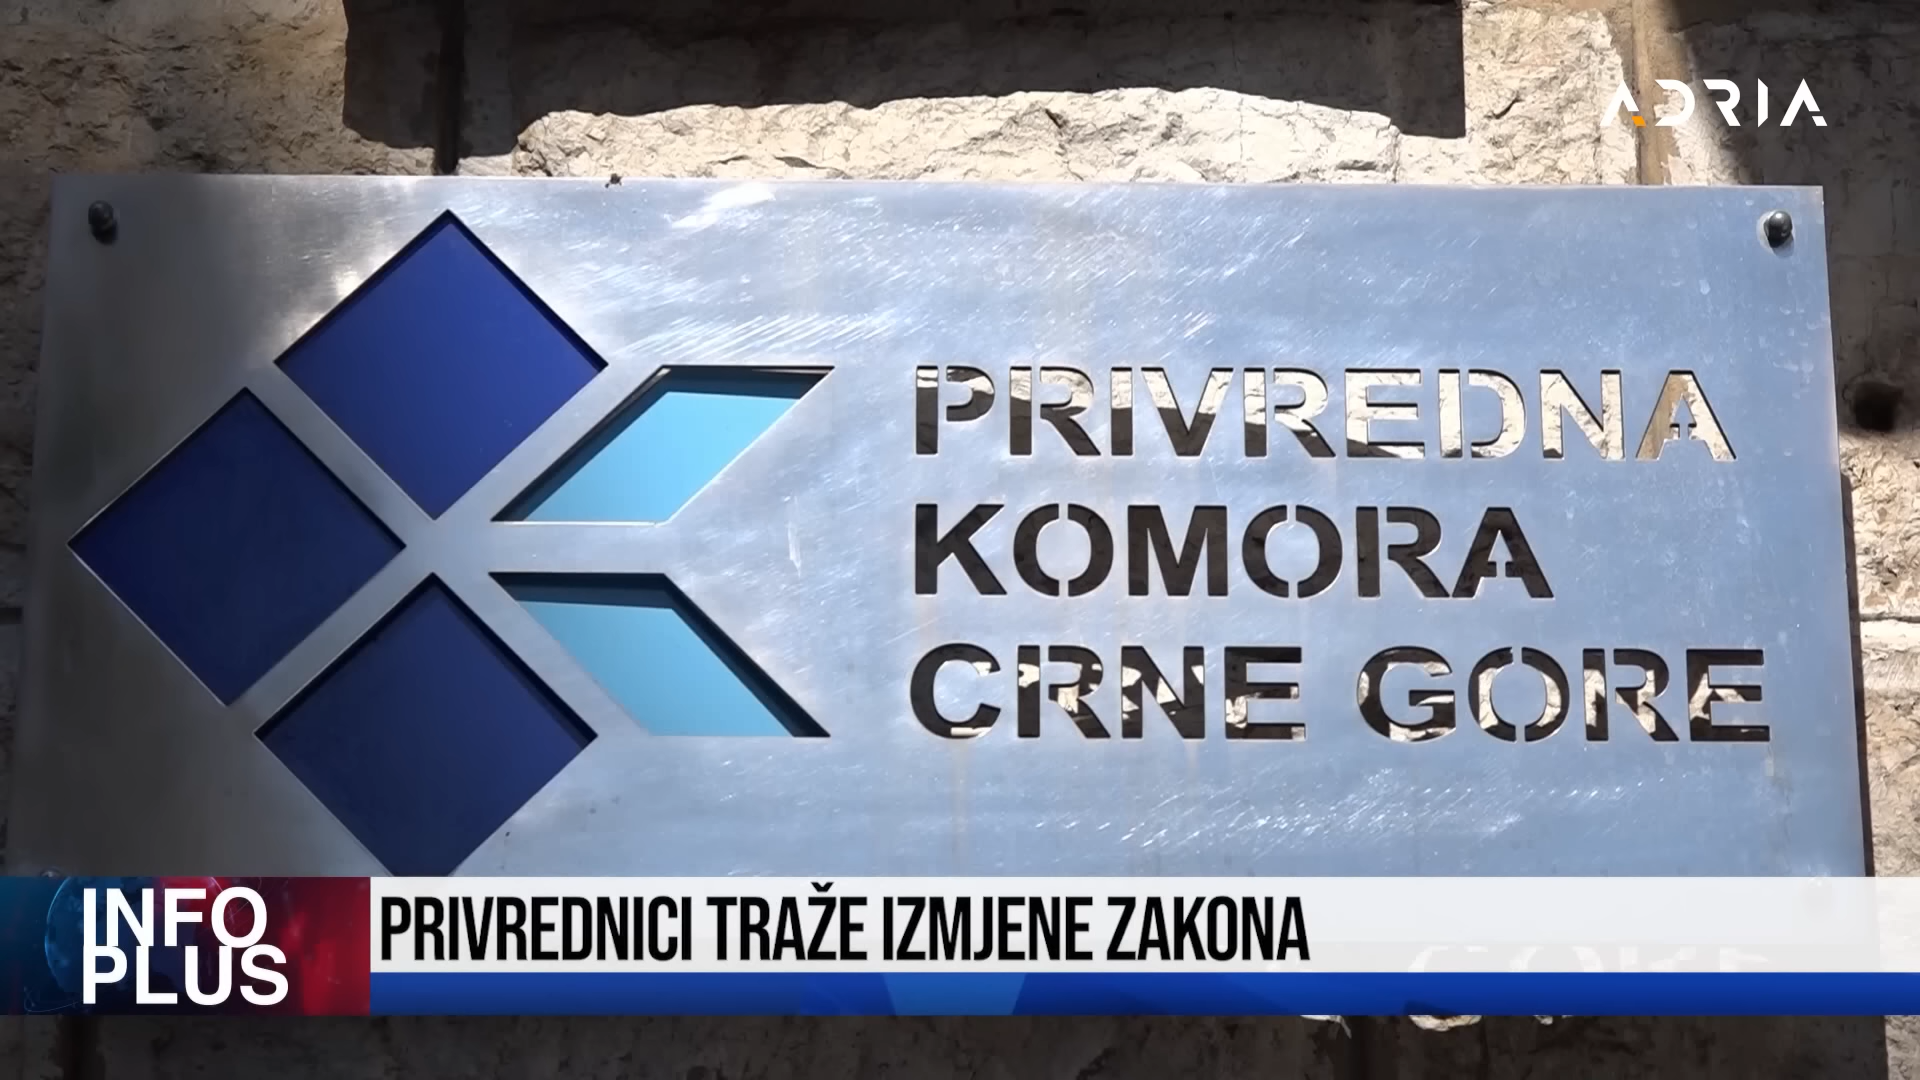 ADRIA
PRIVREDNA
KOMORA
CRNE GORE
INFO
PLUS
PRIVREDNICI TRAŽE IZMJENE ZAKONA